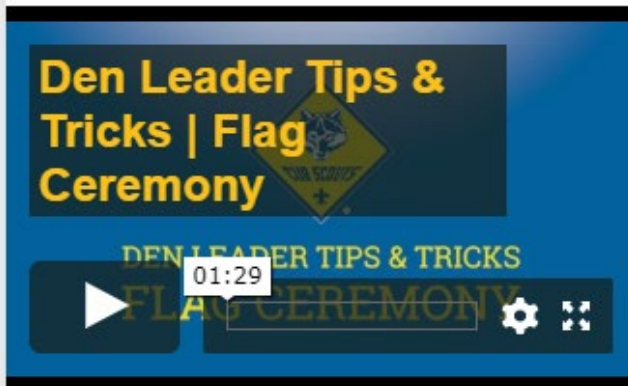 Den Leader Tips &
Tricks | Flag
Ceremony
CUB SCOUTS
DEN LEADER TIPS & TRICKS
01:29
FLAG CEREMONY